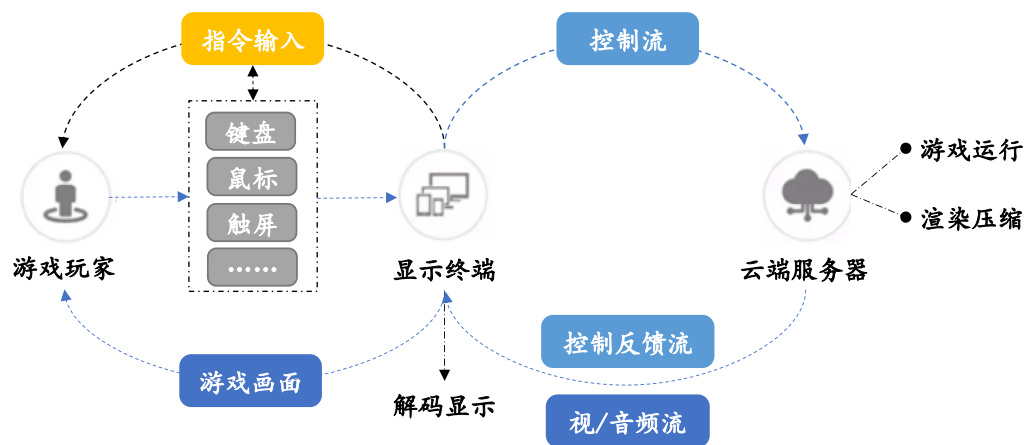 指令输入
控制流
键盘
鼠标
触屏
……
游戏运行
渲染压缩
游戏玩家
显示终端
云端服务器
控制反馈流
游戏画面
解码显示
视/音频流